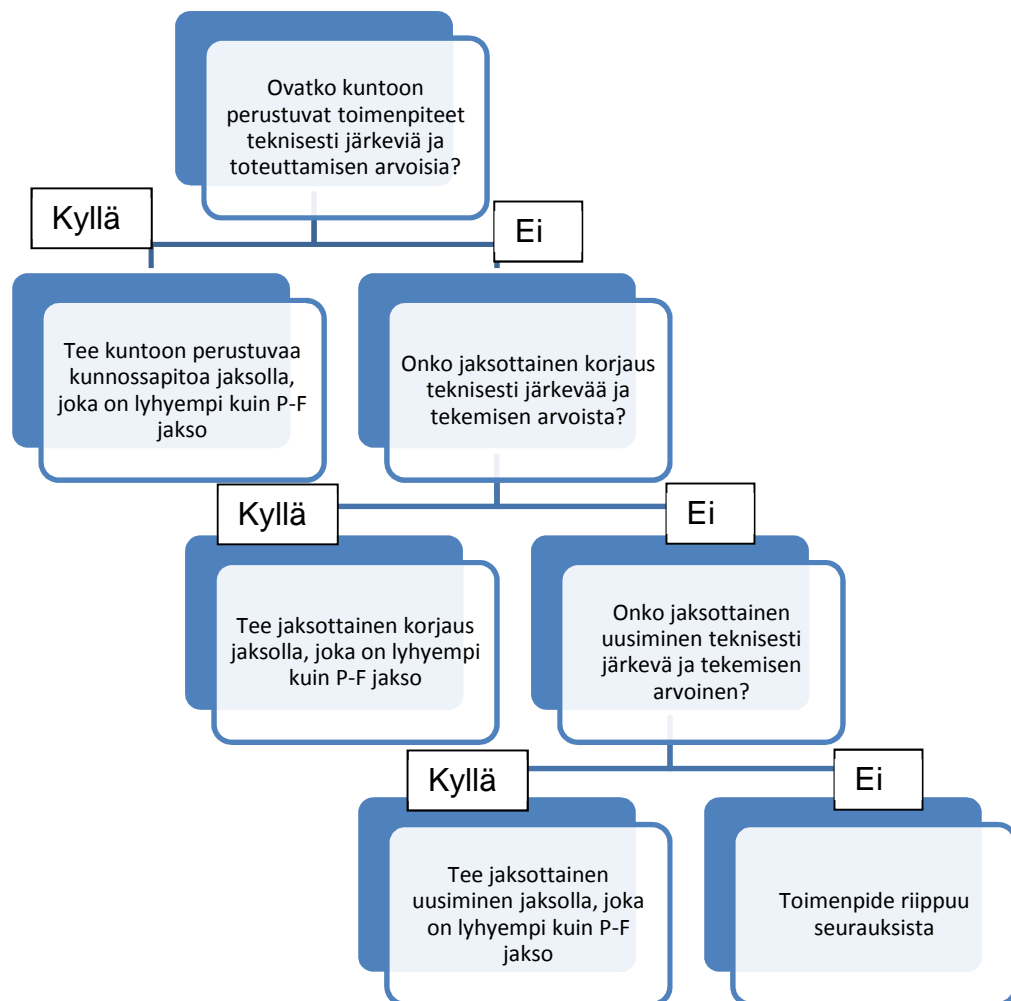 Ovatko kuntoon
perustuvat toimenpiteet
teknisesti järkeviä ja
toteuttamisen arvoisia?
Kyllä
Ei
Tee kuntoon perustuvaa
kunnossapitoa jaksolla,
joka on lyhyempi kuin P-F
jakso
Onko jaksottainen korjaus
teknisesti järkevää ja
tekemisen arvoista?
Kyllä
Ei
Tee jaksottainen korjaus
jaksolla, joka on lyhyempi
kuin P-F jakso
Onko jaksottainen
uusiminen teknisesti
järkevä ja tekemisen
arvoinen?
Kyllä
Ei
Tee jaksottainen
uusiminen jaksolla, joka
on lyhyempi kuin P-F
jakso
Toimenpide riippuu
seurauksista